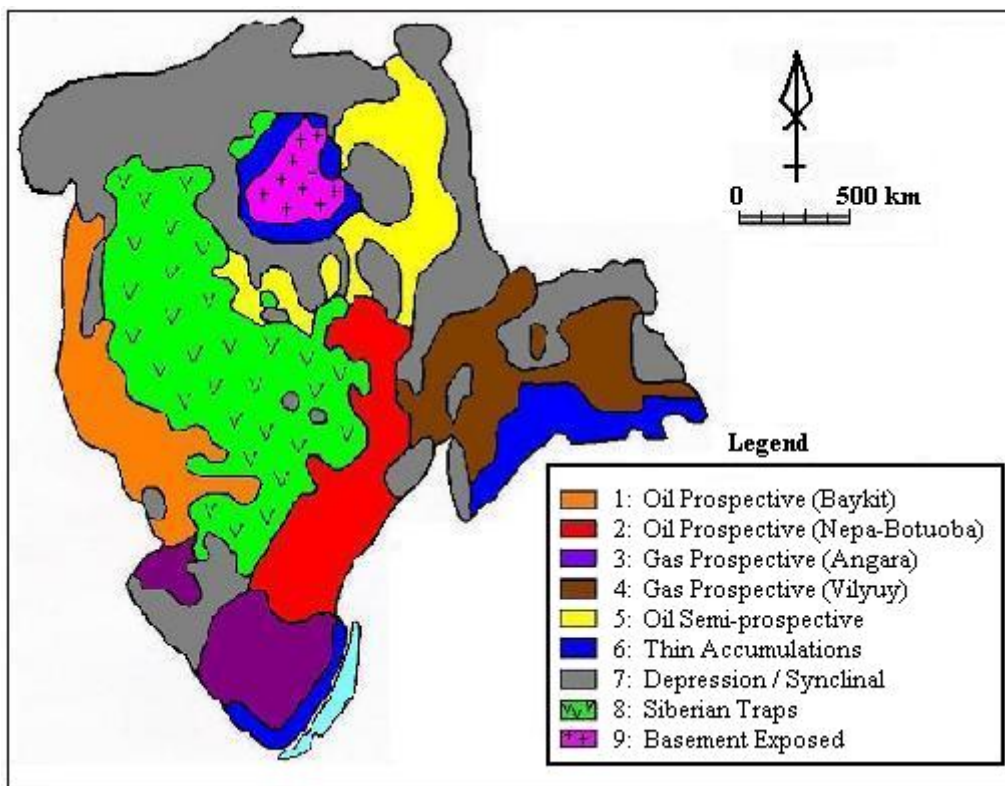 0 500 km
Legend
1: Oil Prospective (Baykit)
2: Oil Prospective (Nepa-Botuoba)
3: Gas Prospective (Angara)
4: Gas Prospective (Vilyuy)
5: Oil Semi-prospective
6: Thin Accumulations
7: Depression / Synclinal
8: Siberian Traps
9: Basement Exposed